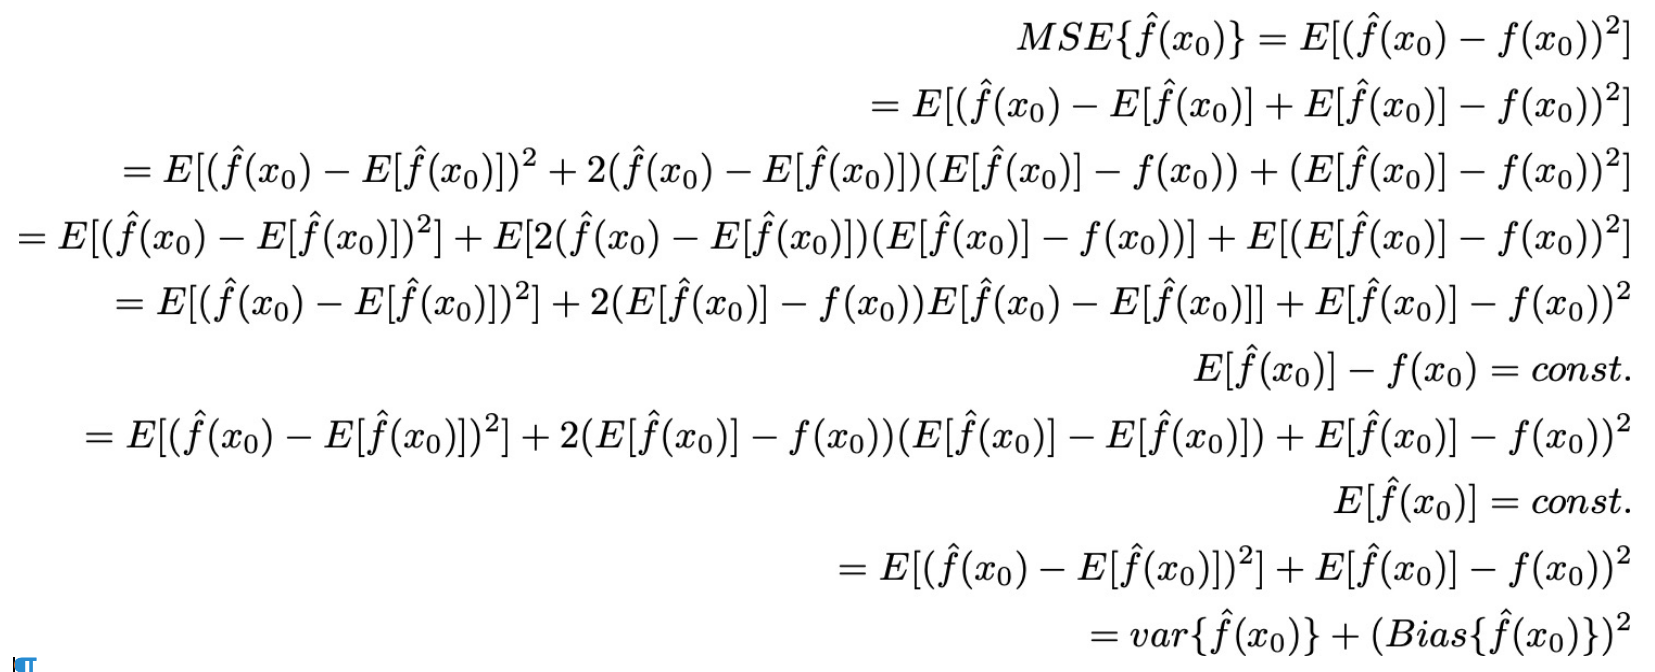 MSE{f̂(x₀)} = E[(f̂(x₀) − f(x₀))²]
= E[(f̂(x₀) − E[f̂(x₀)] + E[f̂(x₀)] − f(x₀))²]
= E[(f̂(x₀) − E[f̂(x₀)])² + 2(f̂(x₀) − E[f̂(x₀)])(E[f̂(x₀)] − f(x₀)) + (E[f̂(x₀)] − f(x₀))²]
= E[(f̂(x₀) − E[f̂(x₀)])²] + E[2(f̂(x₀) − E[f̂(x₀)])(E[f̂(x₀)] − f(x₀))] + E[(E[f̂(x₀)] − f(x₀))²]
= E[(f̂(x₀) − E[f̂(x₀)])²] + 2(E[f̂(x₀)] − f(x₀))E[f̂(x₀) − E[f̂(x₀)]] + E[f̂(x₀)] − f(x₀))²
E[f̂(x₀)] − f(x₀) = const.
= E[(f̂(x₀) − E[f̂(x₀)])²] + 2(E[f̂(x₀)] − f(x₀))(E[f̂(x₀)] − E[f̂(x₀)]) + E[f̂(x₀)] − f(x₀))²
E[f̂(x₀)] = const.
= E[(f̂(x₀) − E[f̂(x₀)])²] + E[f̂(x₀)] − f(x₀))²
= var{f̂(x₀)} + (Bias{f̂(x₀)})²
¶